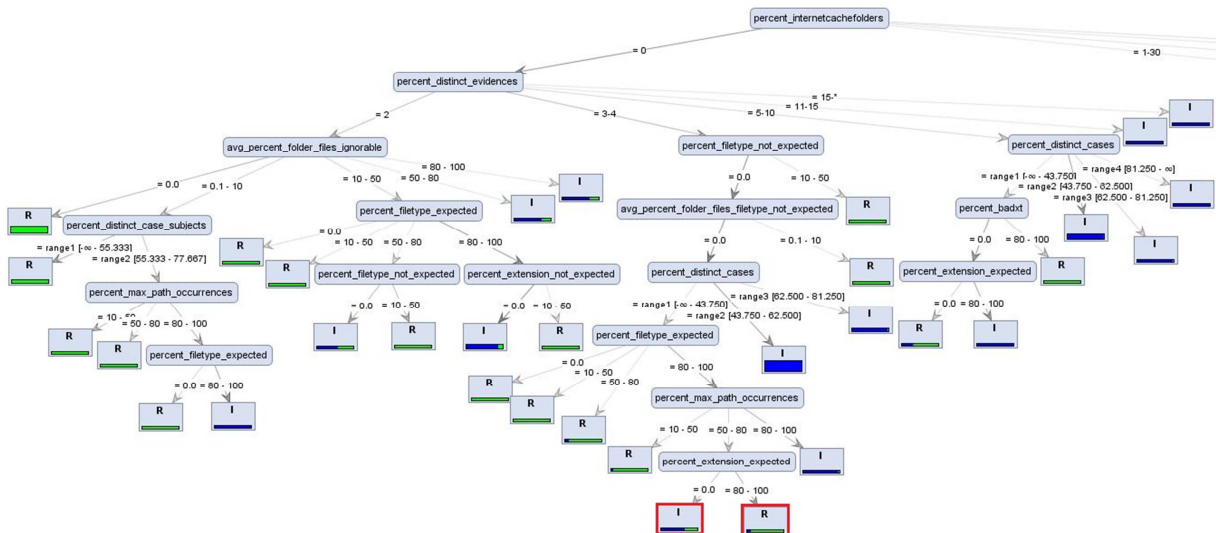 percent_internetcachefolders
= 0
= 1-30
percent_distinct_evidences
= 2
= 3-4
= 5-10
= 11-15
= 15-*
I
I
avg_percent_folder_files_ignorable
percent_filetype_not_expected
percent_distinct_cases
= 0.0
= 0.1 - 10
= 10 - 50
= 50 - 80
= 80 - 100
= 0.0
= 10 - 50
= range1 [-∞ - 43.750]
= range2 [43.750 - 62.500]
= range3 [62.500 - 81.250]
= range4 [81.250 - ∞]
R
percent_distinct_case_subjects
percent_filetype_expected
I
I
avg_percent_folder_files_filetype_not_expected
R
percent_badxt
I
I
I
= range1 [-∞ - 55.333]
= range2 [55.333 - 77.667]
= 0.0
= 10 - 50
= 50 - 80
= 80 - 100
= 0.0
= 0.1 - 10
= 0.0
= 80 - 100
R
percent_max_path_occurrences
R
R
percent_filetype_not_expected
percent_extension_not_expected
percent_distinct_cases
R
percent_extension_expected
R
= 10 - 50
= 50 - 80
= 80 - 100
= 0.0
= 10 - 50
= 0.0
= 10 - 50
= range1 [-∞ - 43.750]
= range2 [43.750 - 62.500]
= range3 [62.500 - 81.250]
= 0.0
= 80 - 100
R
R
percent_filetype_expected
I
R
I
R
percent_filetype_expected
I
I
R
I
= 0.0
= 80 - 100
= 0.0
= 10 - 50
= 50 - 80
= 80 - 100
R
I
R
R
R
percent_max_path_occurrences
= 10 - 50
= 50 - 80
= 80 - 100
R
percent_extension_expected
I
= 0.0
= 80 - 100
I
R